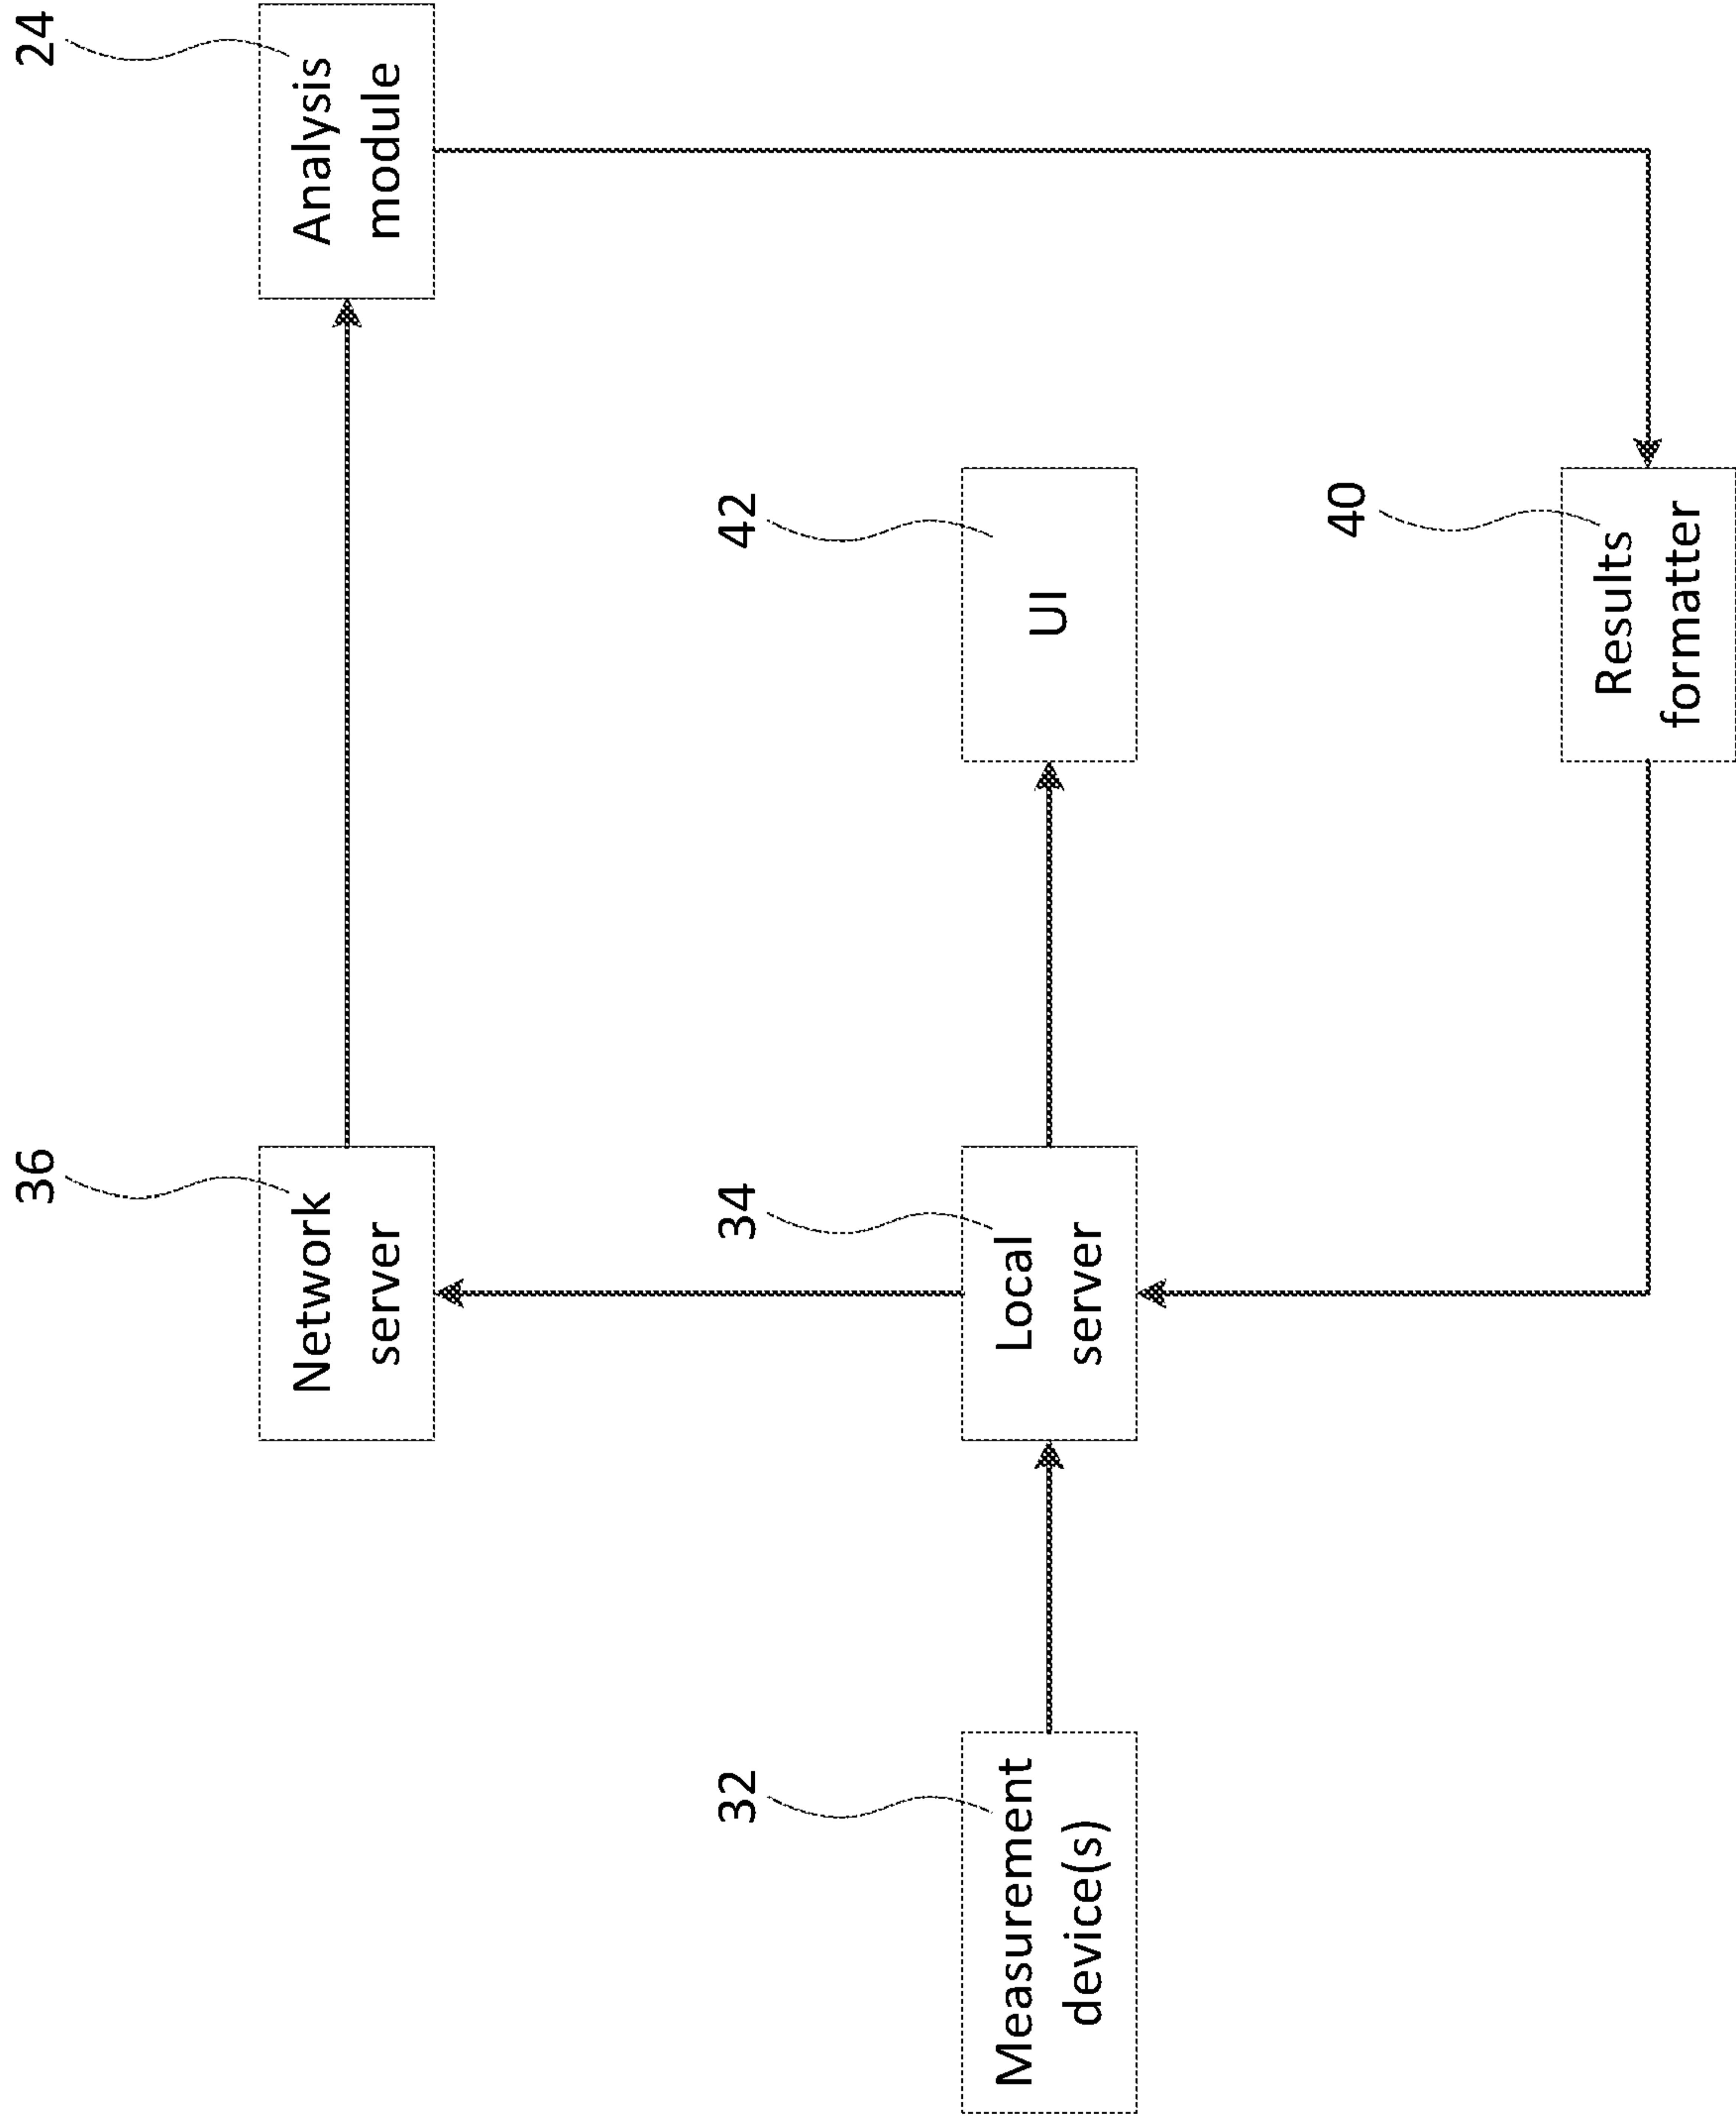 36
Network
server
24
Analysis
module
32
Measurement
device(s)
34
Local
server
42
UI
40
Results
formatter